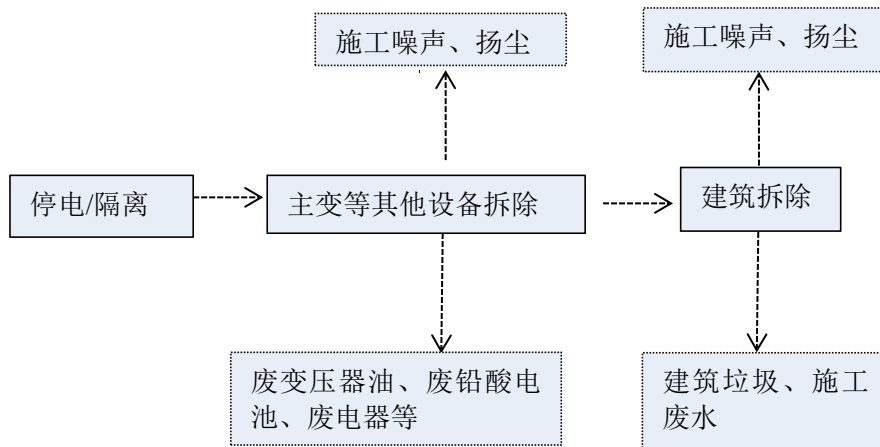 施工噪声、扬尘
施工噪声、扬尘
停电/隔离
主变等其他设备拆除
建筑拆除
废变压器油、废铅酸电
池、废电器等
建筑垃圾、施工
废水